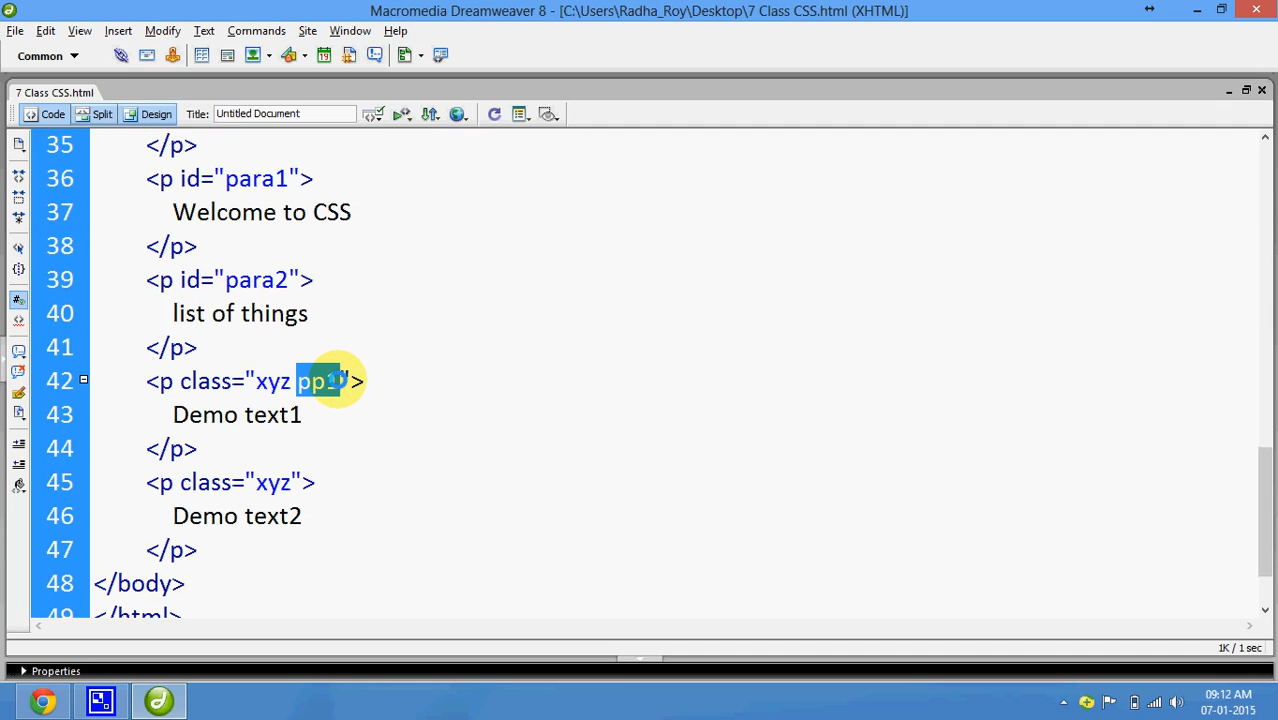 Macromedia Dreamweaver 8 - [C:\Users\Radha_Roy\Desktop\7 Class CSS.html (XHTML)]
File Edit View Insert Modify Text Commands Site Window Help
Common
7 Class CSS.html
Code Split Design Title: Untitled Document
35 </p>
36 <p id="para1">
37 Welcome to CSS
38 </p>
39 <p id="para2">
40 list of things
41 </p>
42 <p class="xyz pp1">
43 Demo text1
44 </p>
45 <p class="xyz">
46 Demo text2
47 </p>
48 </body>
49 </html>
1K / 1 sec
Properties
09:12 AM
07-01-2015